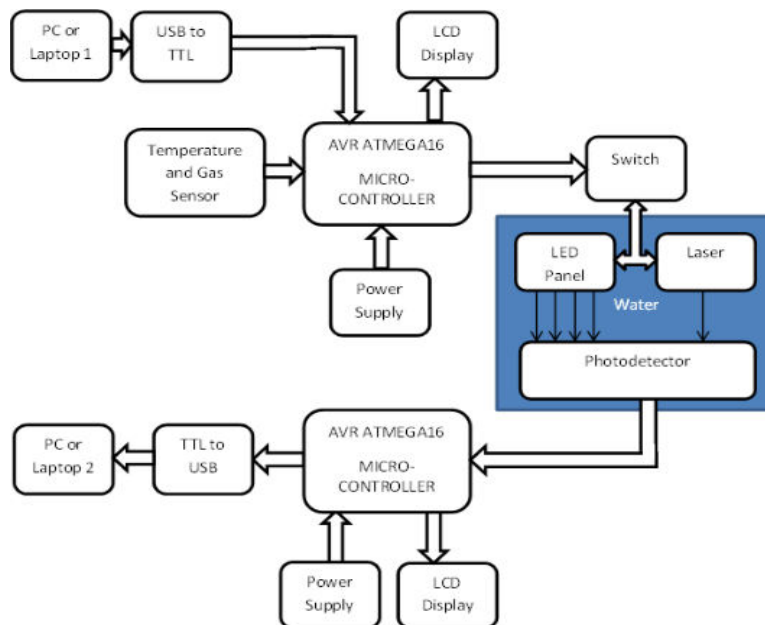 PC or
Laptop 1
USB to
TTL
LCD
Display
Temperature
and Gas
Sensor
AVR ATMEGA16
MICRO-
CONTROLLER
Switch
Power
Supply
LED
Panel
Laser
Water
Photodetector
PC or
Laptop 2
TTL to
USB
AVR ATMEGA16
MICRO-
CONTROLLER
Power
Supply
LCD
Display